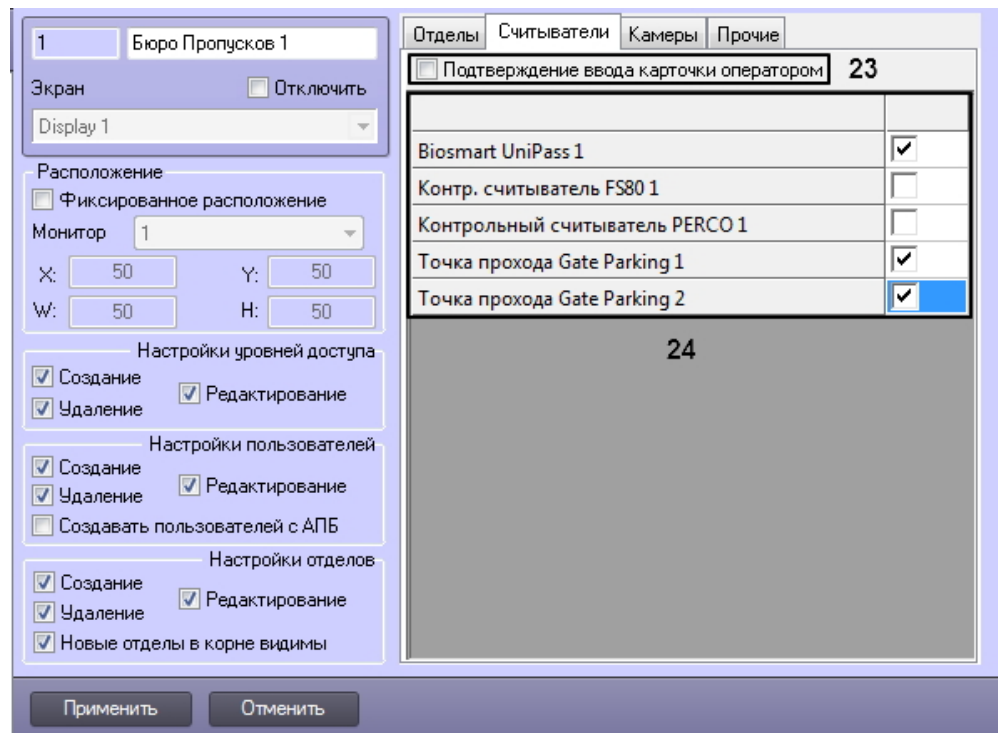 1 Бюро Пропусков 1
Экран Отключить
Display 1
Расположение
Фиксированное расположение
Монитор 1
X: 50 Y: 50
W: 50 H: 50
Настройки уровней доступа
Создание
Редактирование
Удаление
Настройки пользователей
Создание
Редактирование
Удаление
Создавать пользователей с АПБ
Настройки отделов
Создание
Редактирование
Удаление
Новые отделы в корне видимы
Отделы Считыватели Камеры Прочие
Подтверждение ввода карточки оператором 23
Biosmart UniPass 1
Контр. считыватель FS80 1
Контрольный считыватель PERCO 1
Точка прохода Gate Parking 1
Точка прохода Gate Parking 2
24
Применить Отменить